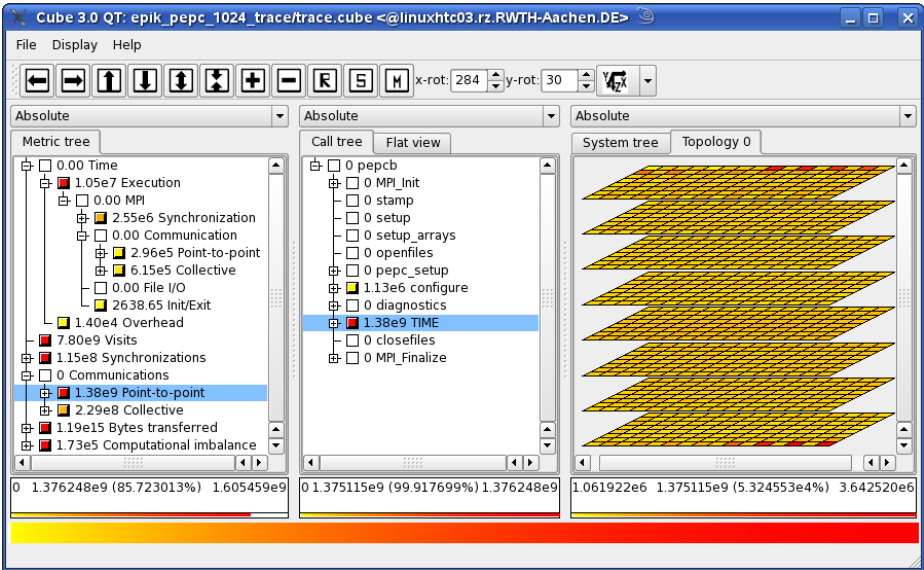 Cube 3.0 QT: epik_pepc_1024_trace/trace.cube <@linuxhtc03.rz.RWTH-Aachen.DE>
File Display Help
R S M x-rot: 284 y-rot: 30
Absolute
Metric tree
0.00 Time
1.05e7 Execution
0.00 MPI
2.55e6 Synchronization
0.00 Communication
2.96e5 Point-to-point
6.15e5 Collective
0.00 File I/O
2638.65 Init/Exit
1.40e4 Overhead
7.80e9 Visits
1.15e8 Synchronizations
0 Communications
1.38e9 Point-to-point
2.29e8 Collective
1.19e15 Bytes transferred
1.73e5 Computational imbalance
0 1.376248e9 (85.723013%) 1.605459e9
Absolute
Call tree Flat view
0 pepcb
0 MPI_Init
0 stamp
0 setup
0 setup_arrays
0 openfiles
0 pepc_setup
1.13e6 configure
0 diagnostics
1.38e9 TIME
0 closefiles
0 MPI_Finalize
0 1.375115e9 (99.917699%) 1.376248e9
Absolute
System tree Topology 0
1.061922e6 1.375115e9 (5.324553e4%) 3.642520e6